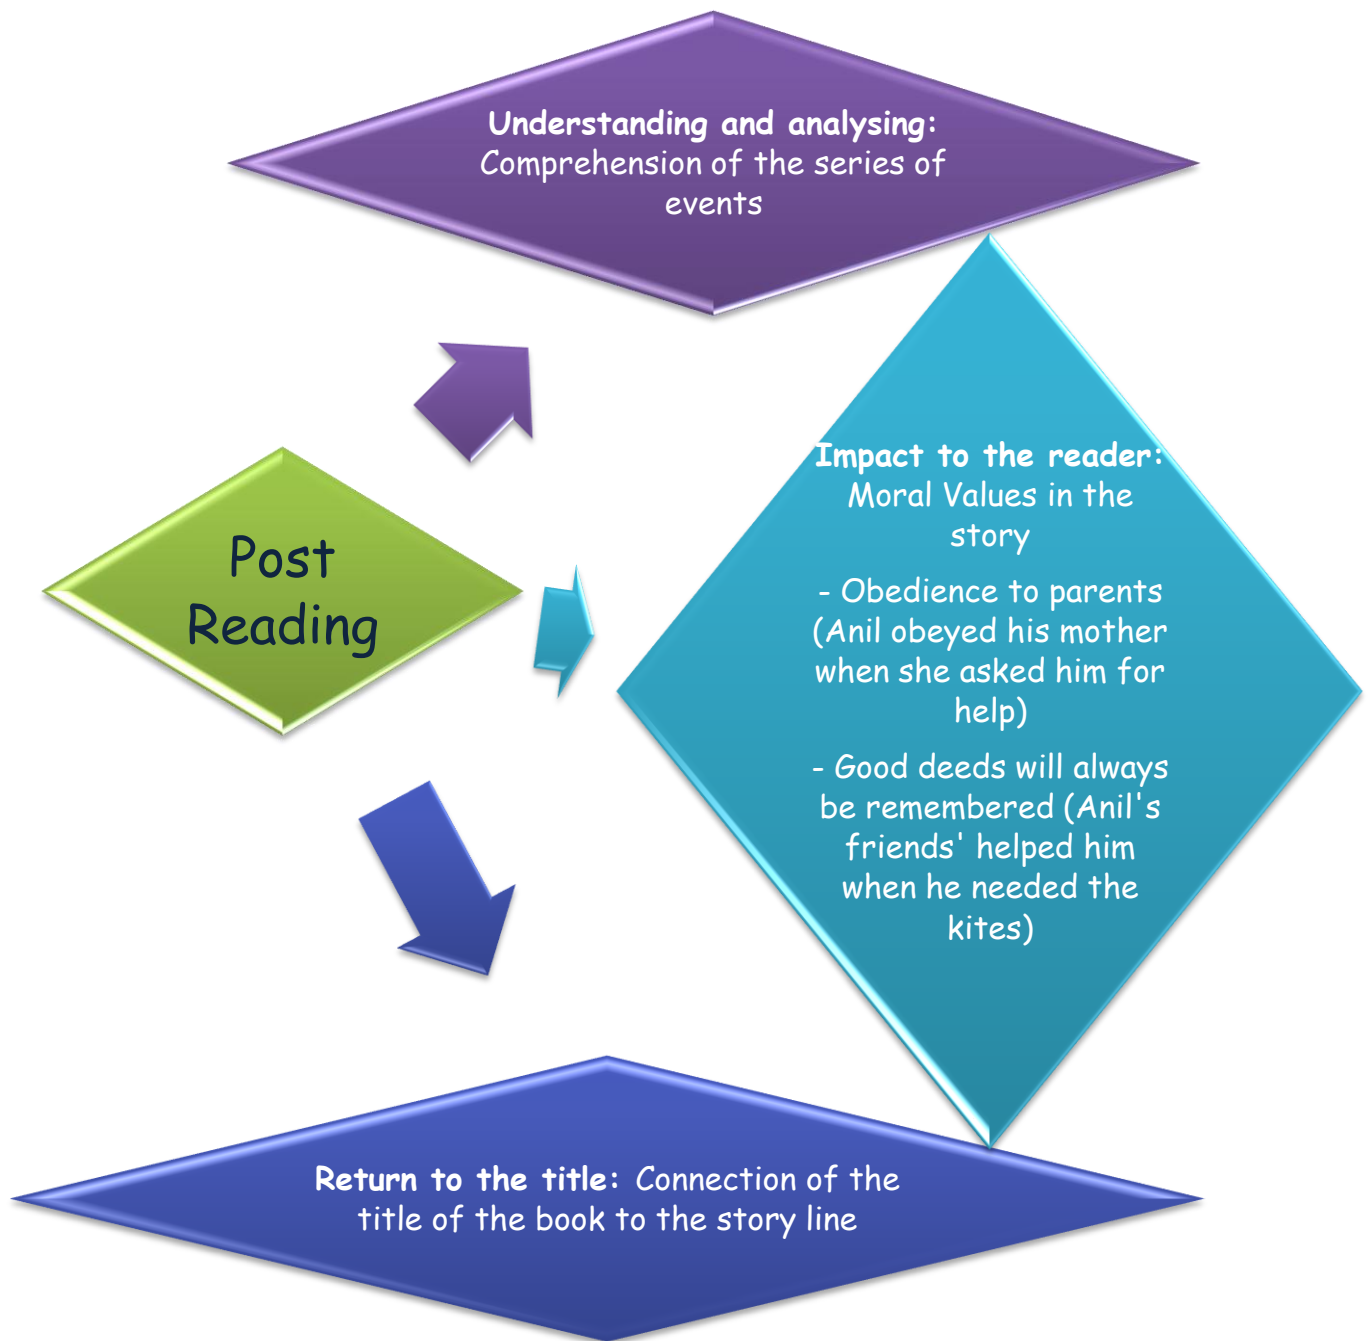 Understanding and analysing:
Comprehension of the series of
events
Post
Reading
Impact to the reader:
Moral Values in the
story
- Obedience to parents
(Anil obeyed his mother
when she asked him for
help)
- Good deeds will always
be remembered (Anil's
friends' helped him
when he needed the
kites)
Return to the title: Connection of the
title of the book to the story line